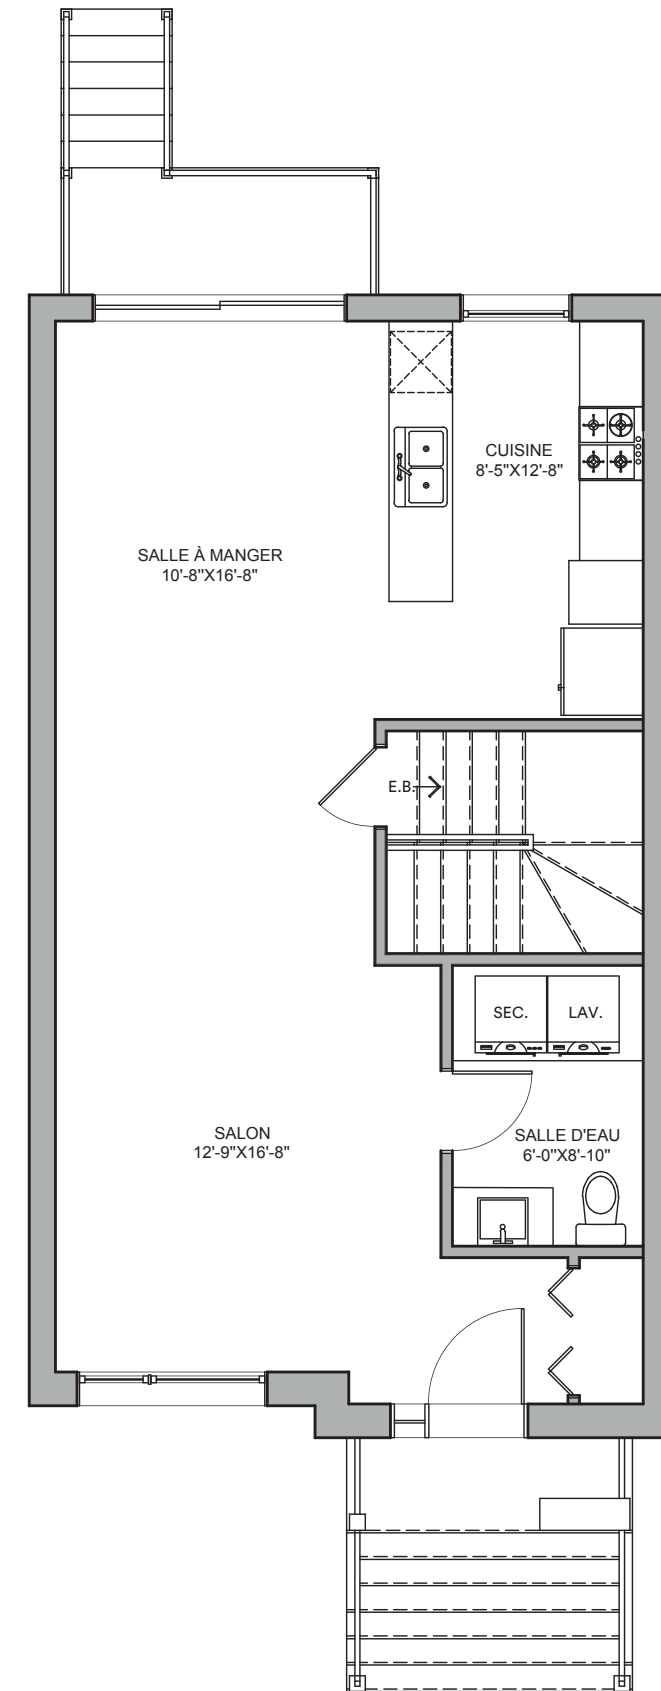 CUISINE
8'-5"X12'-8"
SALLE À MANGER
10'-8"X16'-8"
E.B.
SEC.
LAV.
SALON
12'-9"X16'-8"
SALLE D'EAU
6'-0"X8'-10"